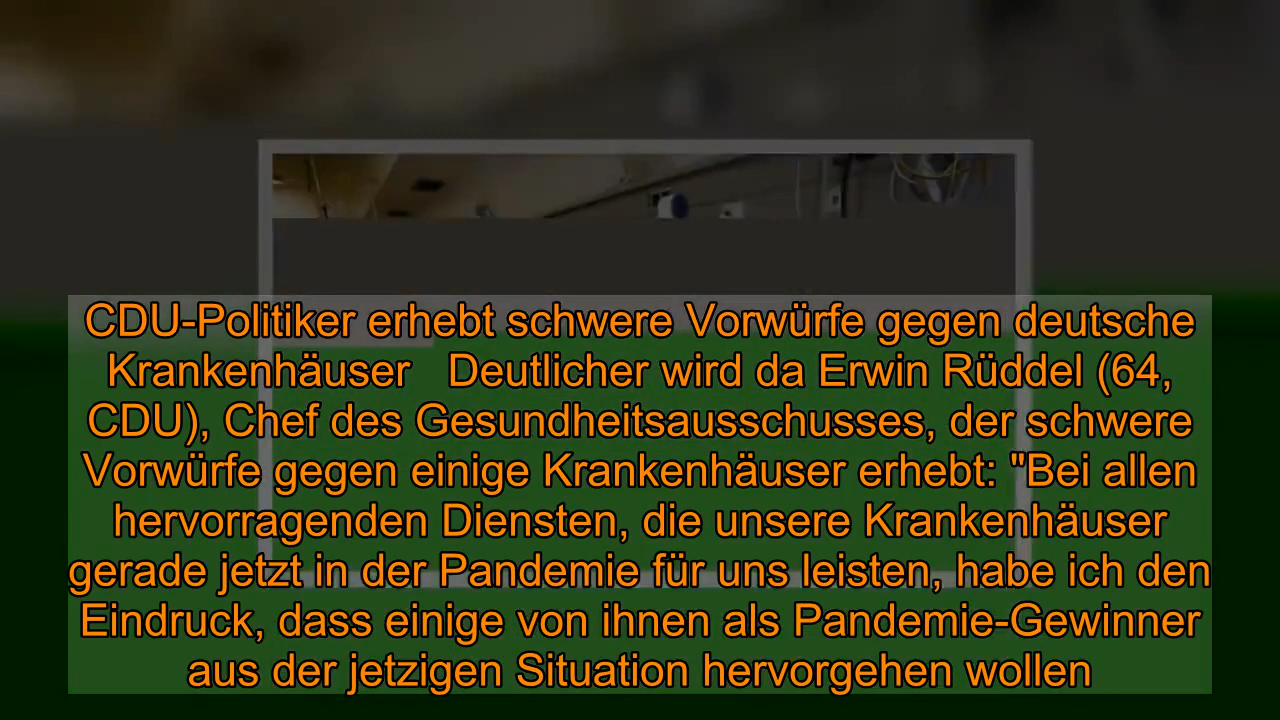 CDU-Politiker erhebt schwere Vorwürfe gegen deutsche
Krankenhäuser   Deutlicher wird da Erwin Rüddel (64,
CDU), Chef des Gesundheitsausschusses, der schwere
Vorwürfe gegen einige Krankenhäuser erhebt: "Bei allen
hervorragenden Diensten, die unsere Krankenhäuser
gerade jetzt in der Pandemie für uns leisten, habe ich den
Eindruck, dass einige von ihnen als Pandemie-Gewinner
aus der jetzigen Situation hervorgehen wollen